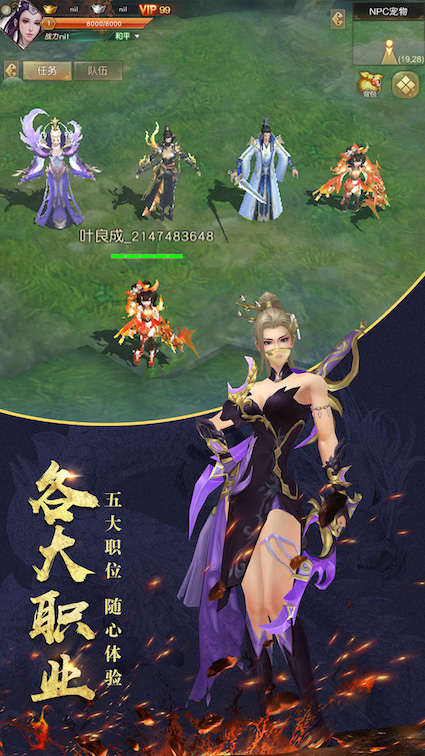 nil nil VIP 99
1 8000/8000
战力nil 和平
NPC宠物
(19,28)
任务 队伍
背包
叶良成_2147483648
各大职业
五大职位 随心体验